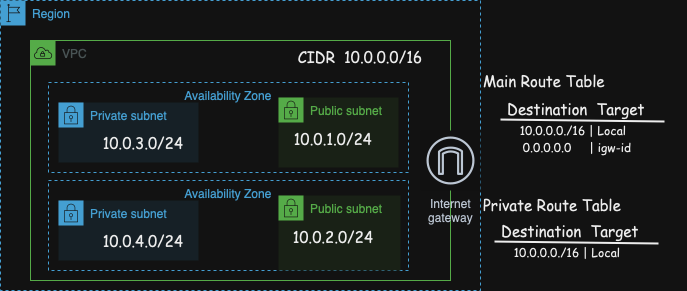 Region
VPC
CIDR 10.0.0.0/16
Availability Zone
Private subnet
10.0.3.0/24
Public subnet
10.0.1.0/24
Availability Zone
Private subnet
10.0.4.0/24
Public subnet
10.0.2.0/24
Internet
gateway
Main Route Table
Destination Target
10.0.0.0./16 | Local
0.0.0.0.0 | igw-id
Private Route Table
Destination Target
10.0.0.0./16 | Local